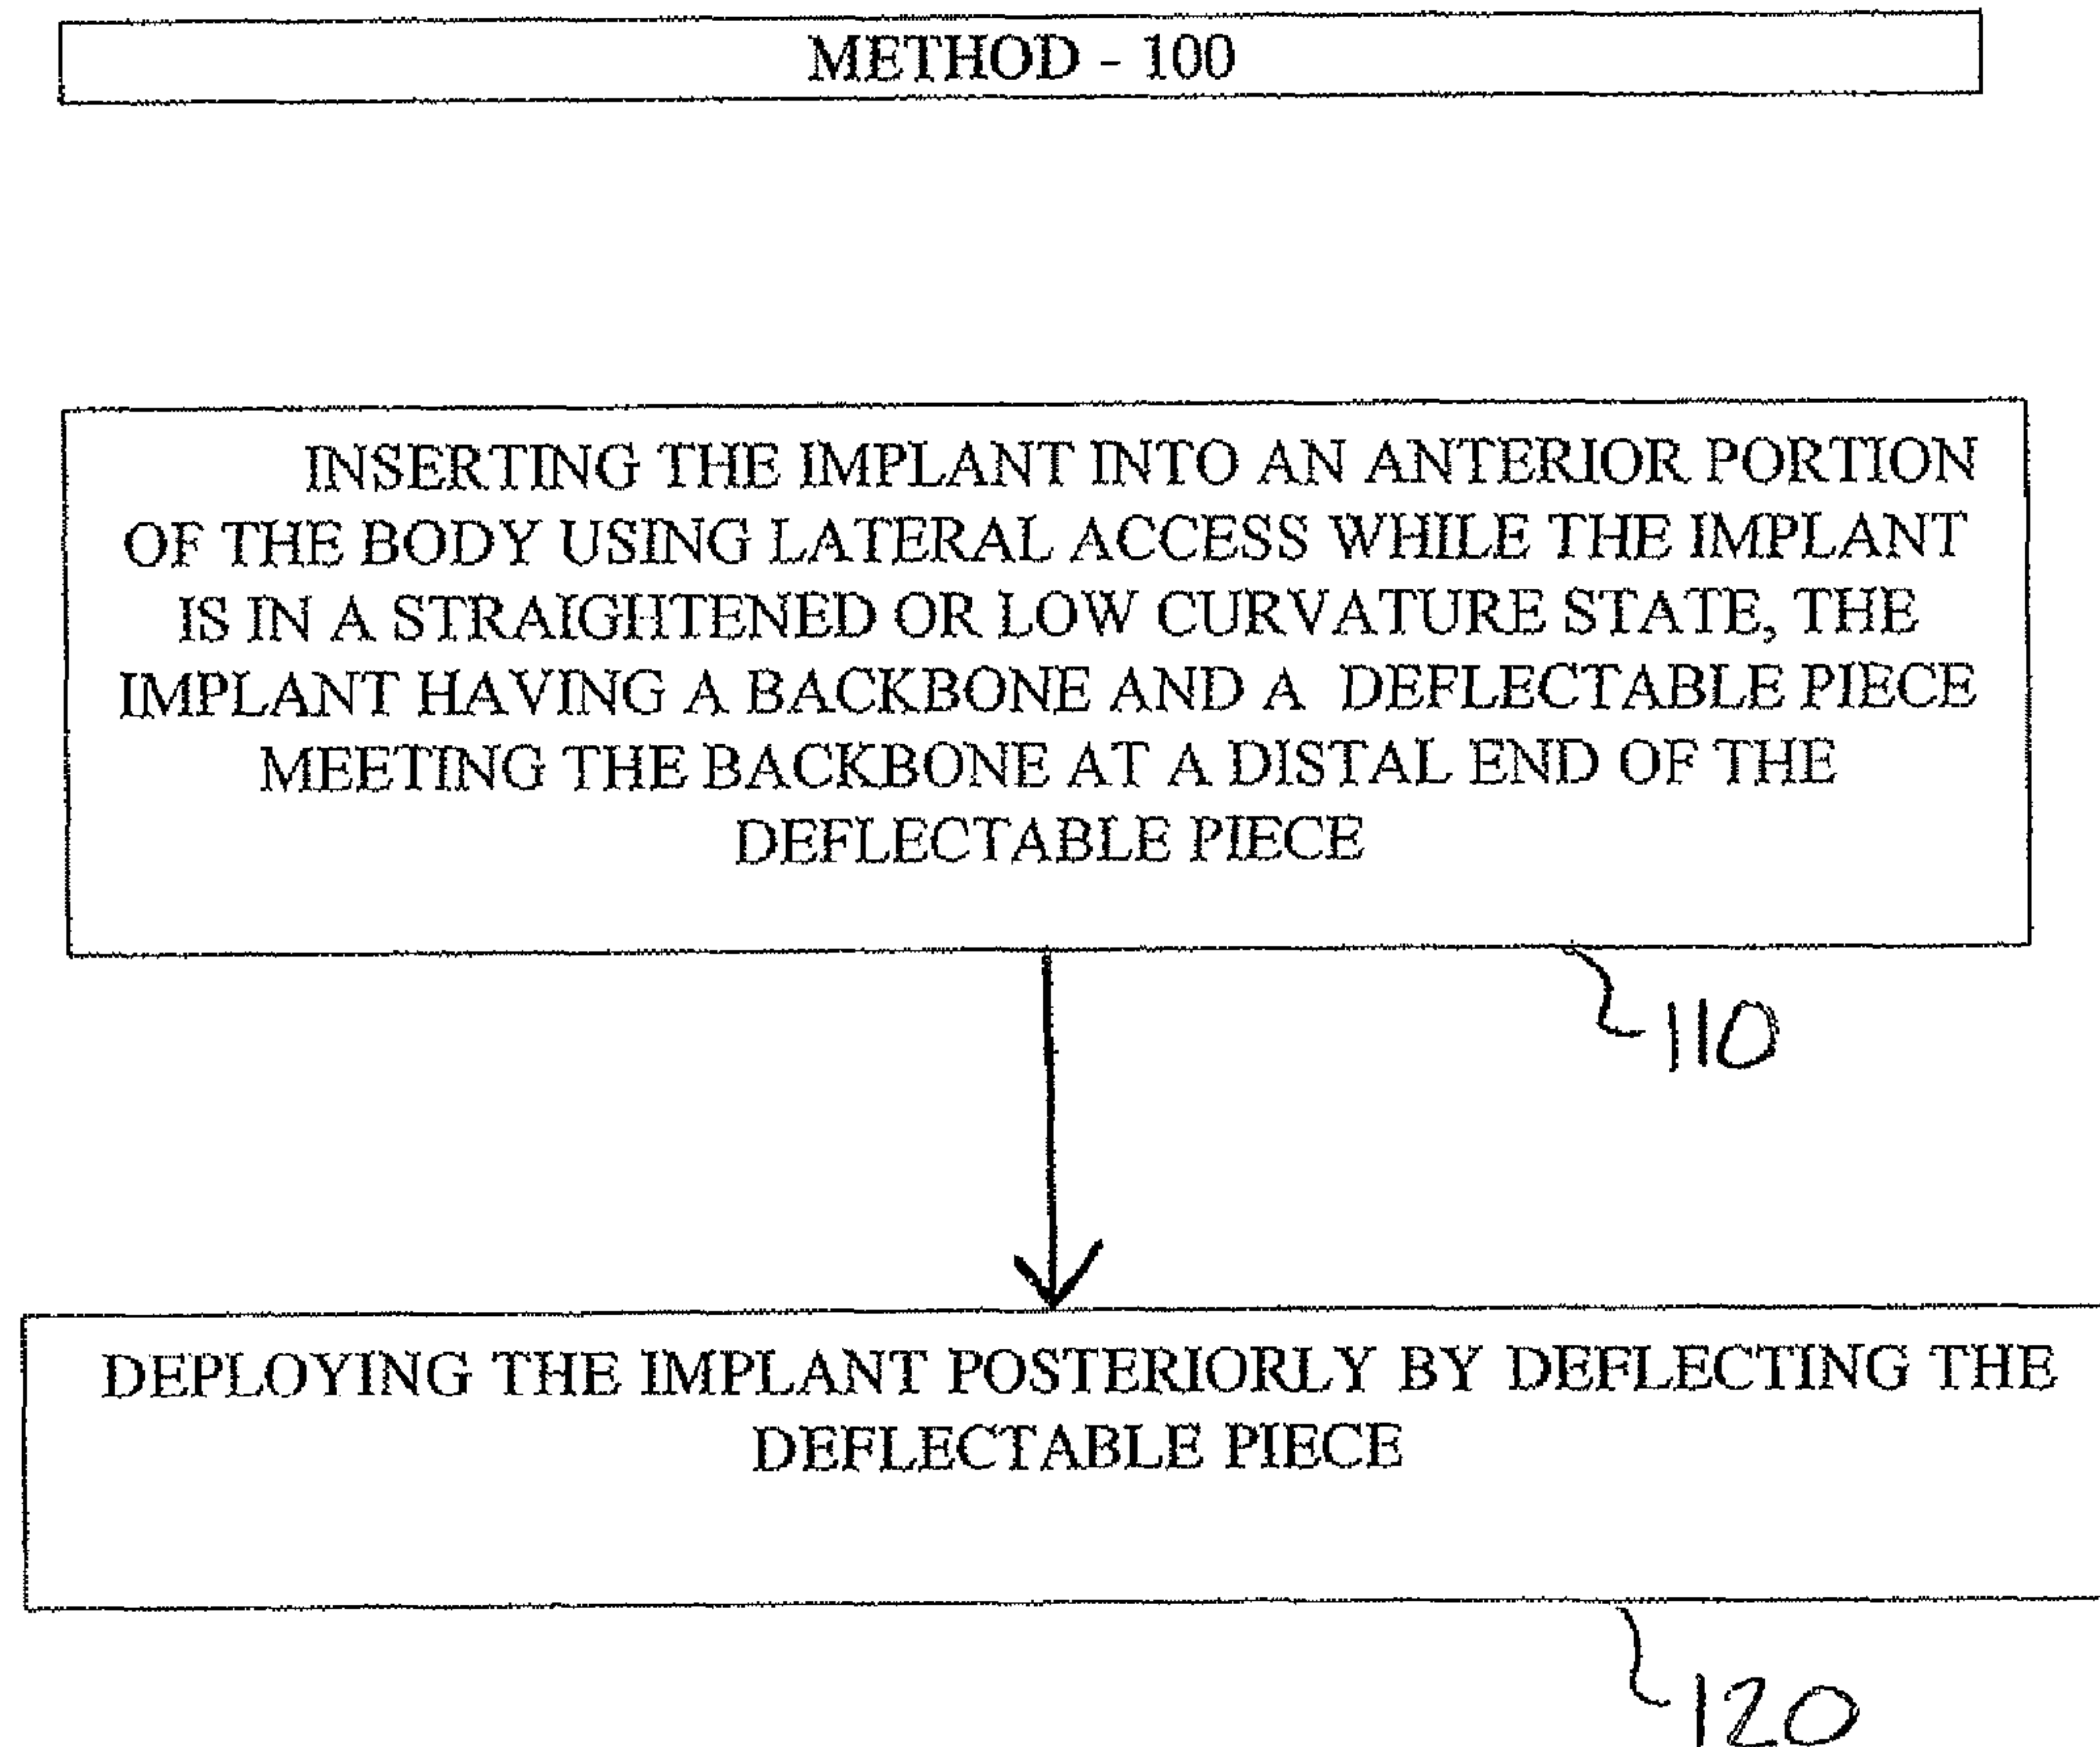 METHOD - 100
INSERTING THE IMPLANT INTO AN ANTERIOR PORTION
OF THE BODY USING LATERAL ACCESS WHILE THE IMPLANT
IS IN A STRAIGHTENED OR LOW CURVATURE STATE, THE
IMPLANT HAVING A BACKBONE AND A DEFLECTABLE PIECE
MEETING THE BACKBONE AT A DISTAL END OF THE
DEFLECTABLE PIECE
110
DEPLOYING THE IMPLANT POSTERIORLY BY DEFLECTING THE
DEFLECTABLE PIECE
120